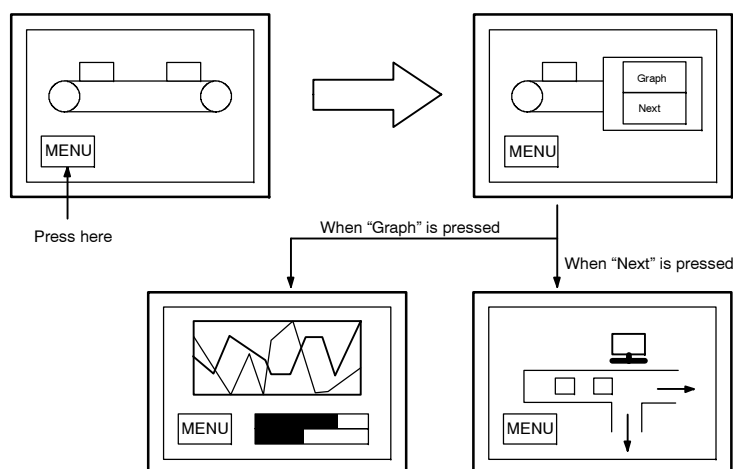 MENU
Press here
Graph
Next
MENU
When “Graph” is pressed
When “Next” is pressed
MENU
MENU